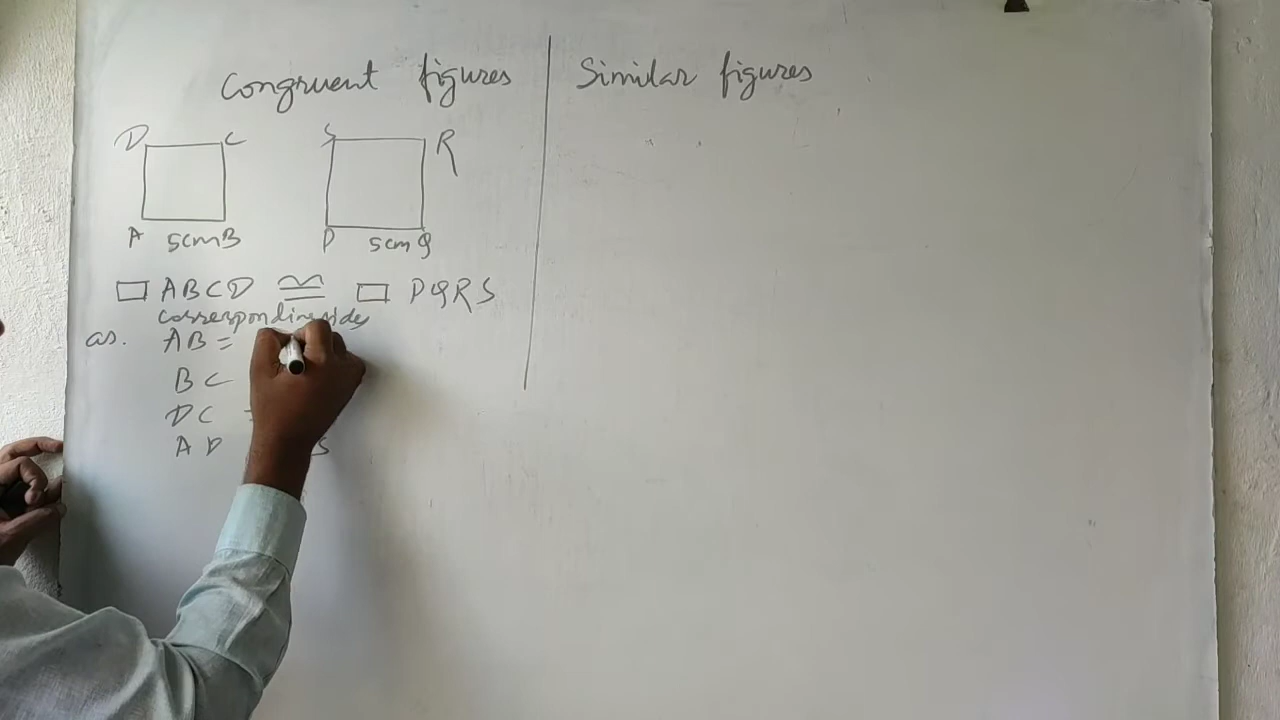 Congruent figures
Similar figures
D C
S R
A 5cm B
P 5cm Q
□ ABCD ≅ □ PQRS
corresponding sides
as. AB =
BC
DC =
AD S